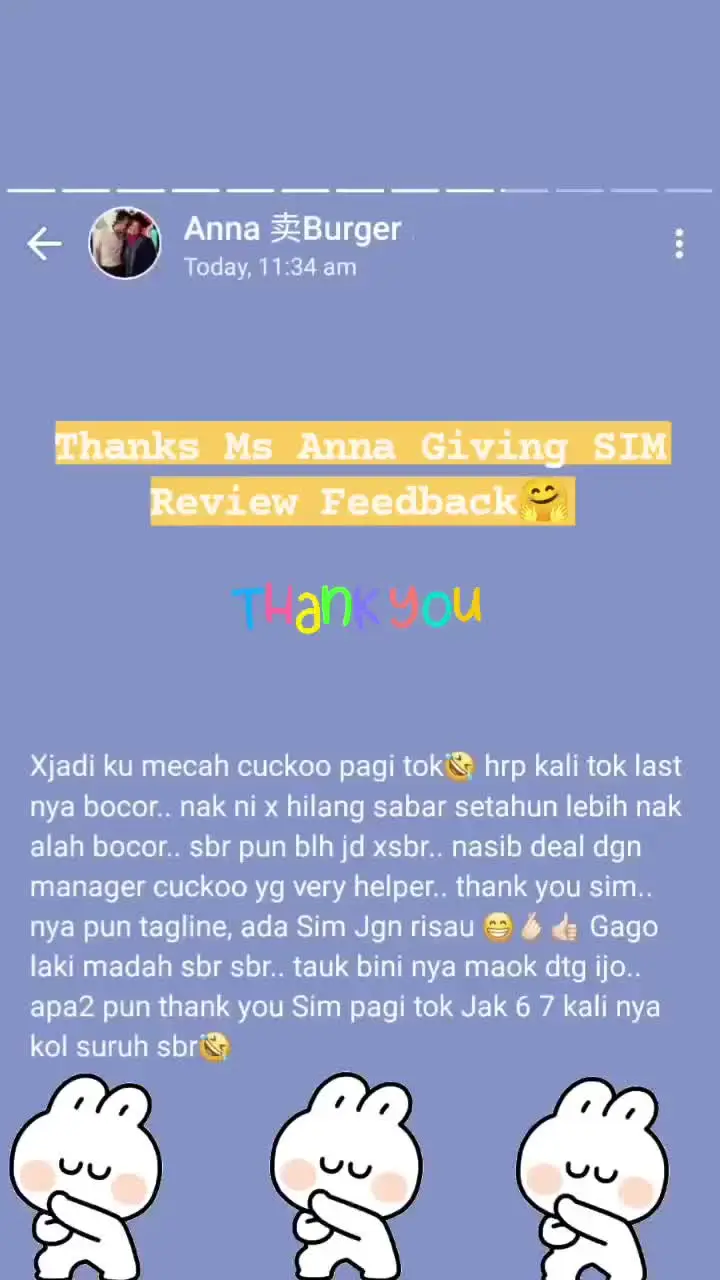 Anna 卖Burger
Today, 11:34 am
Thanks Ms Anna Giving SIM
Review Feedback🤗
THank you
Xjadi ku mecah cuckoo pagi tok🤣 hrp kali tok last
nya bocor.. nak ni x hilang sabar setahun lebih nak
alah bocor.. sbr pun blh jd xsbr.. nasib deal dgn
manager cuckoo yg very helper.. thank you sim..
nya pun tagline, ada Sim Jgn risau 😁🫰🏻👍🏻 Gago
laki madah sbr sbr.. tauk bini nya maok dtg ijo..
apa2 pun thank you Sim pagi tok Jak 6 7 kali nya
kol suruh sbr🤣